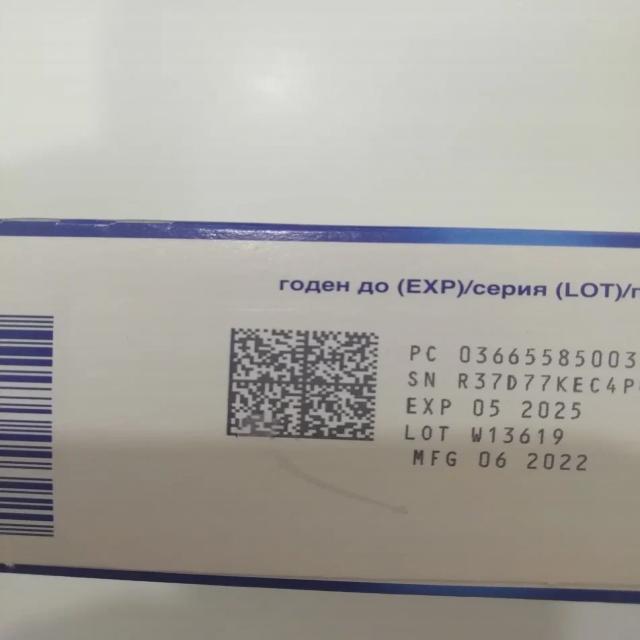 годен до (EXP)/серия (LOT)/
PC 03665585003
SN R37D77KEC4P
EXP 05 2025
LOT W13619
MFG 06 2022